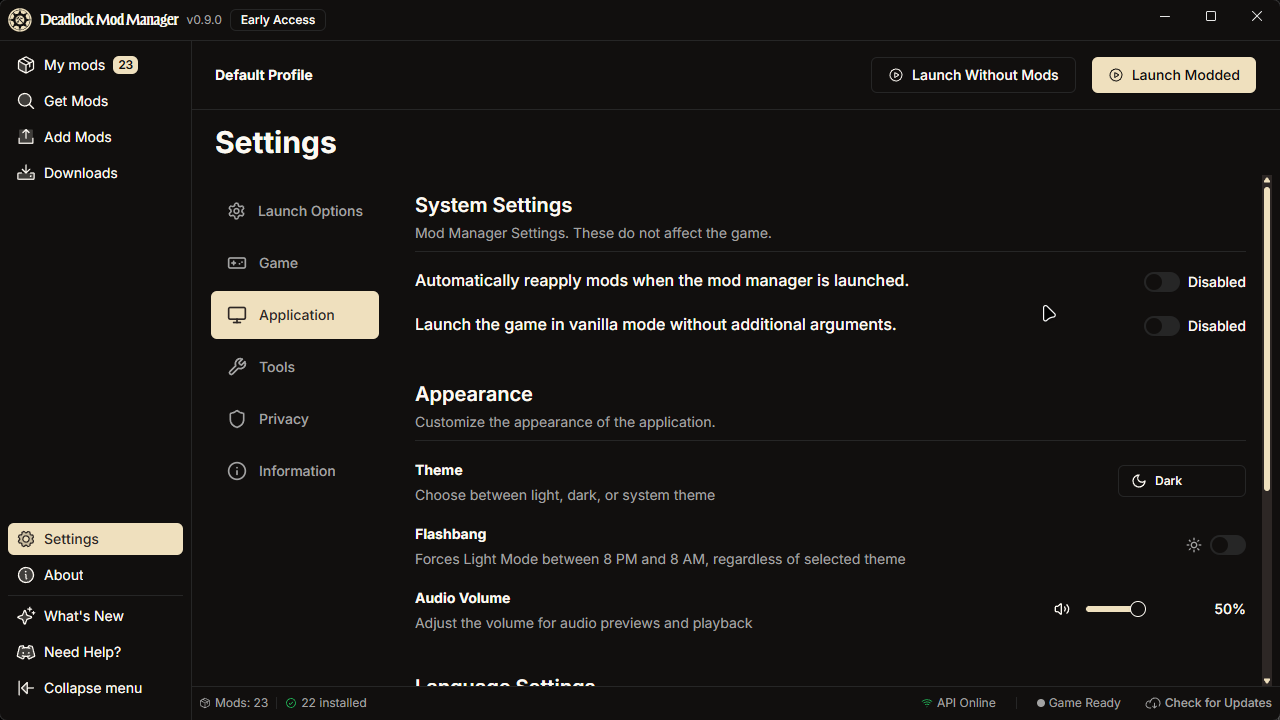 Deadlock Mod Manager v0.9.0 Early Access
My mods 23
Get Mods
Add Mods
Downloads
Settings
About
What's New
Need Help?
Collapse menu
Default Profile
Launch Without Mods
Launch Modded
Settings
Launch Options
Game
Application
Tools
Privacy
Information
System Settings
Mod Manager Settings. These do not affect the game.
Automatically reapply mods when the mod manager is launched.
Disabled
Launch the game in vanilla mode without additional arguments.
Disabled
Appearance
Customize the appearance of the application.
Theme
Choose between light, dark, or system theme
Dark
Flashbang
Forces Light Mode between 8 PM and 8 AM, regardless of selected theme
Audio Volume
Adjust the volume for audio previews and playback
50%
Language Settings
Mods: 23
22 installed
API Online
Game Ready
Check for Updates